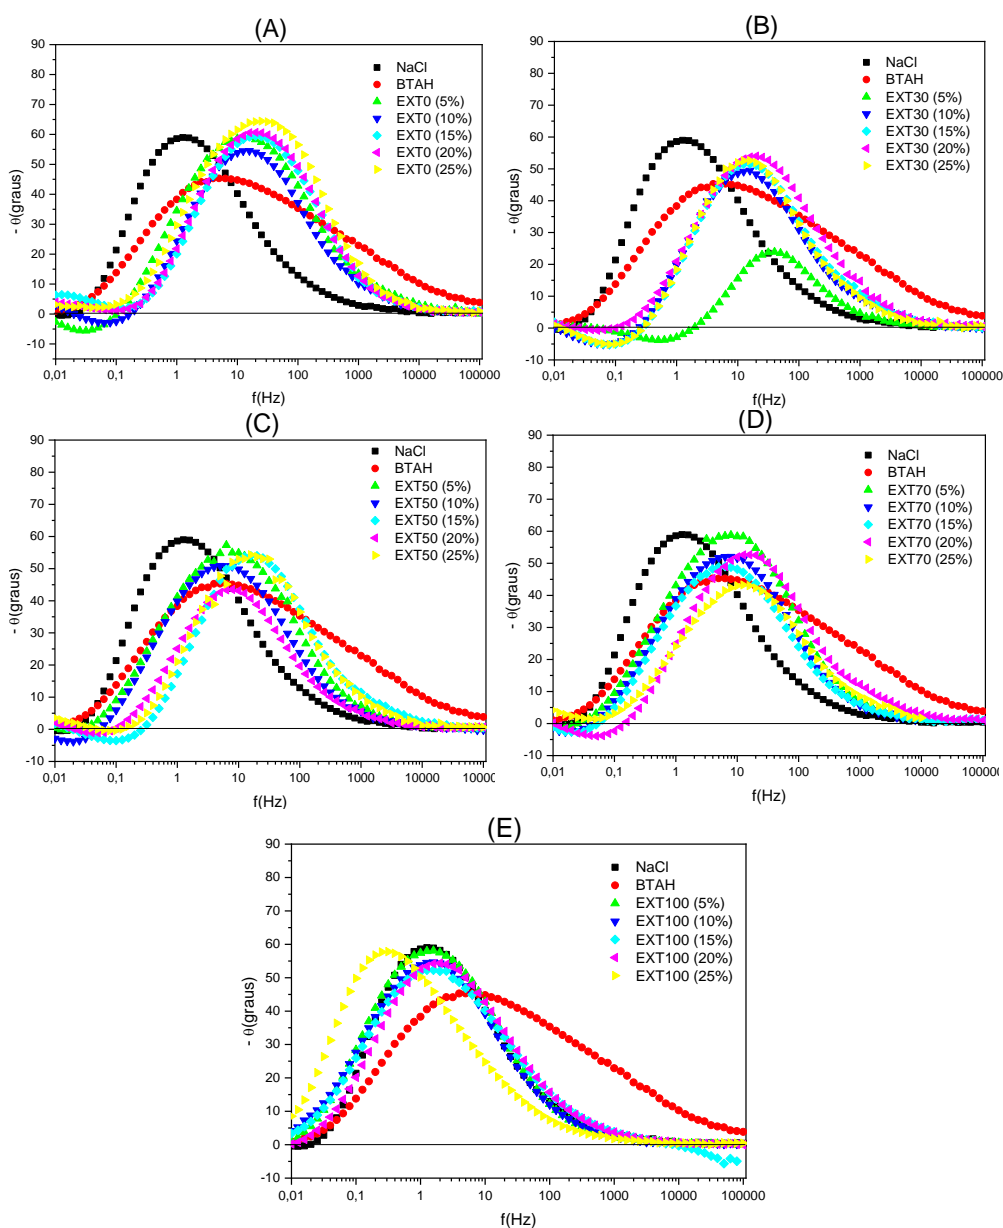 (A)
90
80
70
60
50
40
30
20
10
0
-10
- θ(graus)
NaCl
BTAH
EXT0 (5%)
EXT0 (10%)
EXT0 (15%)
EXT0 (20%)
EXT0 (25%)
0,01 0,1 1 10 100 1000 10000 100000
f(Hz)
(B)
90
80
70
60
50
40
30
20
10
0
-10
- θ(graus)
NaCl
BTAH
EXT30 (5%)
EXT30 (10%)
EXT30 (15%)
EXT30 (20%)
EXT30 (25%)
0,01 0,1 1 10 100 1000 10000 100000
f(Hz)
(C)
90
80
70
60
50
40
30
20
10
0
-10
- θ(graus)
NaCl
BTAH
EXT50 (5%)
EXT50 (10%)
EXT50 (15%)
EXT50 (20%)
EXT50 (25%)
0,01 0,1 1 10 100 1000 10000 100000
f(Hz)
(D)
90
80
70
60
50
40
30
20
10
0
-10
- θ(graus)
NaCl
BTAH
EXT70 (5%)
EXT70 (10%)
EXT70 (15%)
EXT70 (20%)
EXT70 (25%)
0,01 0,1 1 10 100 1000 10000 100000
f(Hz)
(E)
90
80
70
60
50
40
30
20
10
0
-10
- θ(graus)
NaCl
BTAH
EXT100 (5%)
EXT100 (10%)
EXT100 (15%)
EXT100 (20%)
EXT100 (25%)
0,01 0,1 1 10 100 1000 10000 100000
f(Hz)